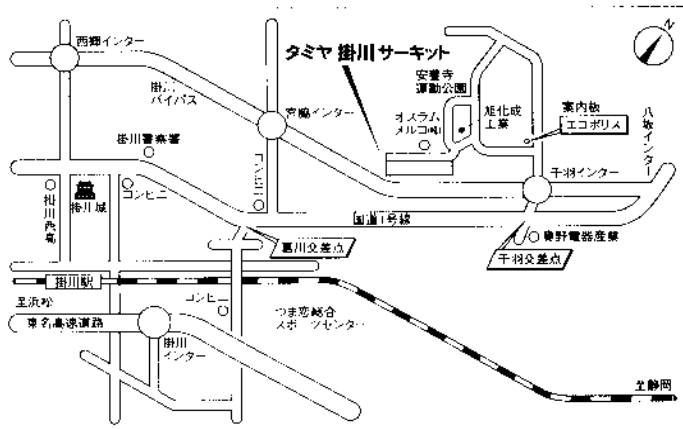 N
西郷インター
タミヤ 掛川サーキット
掛川
バイパス
宮脇インター
安養寺
運動公園
オスラム
メルコ㈱
旭化成
工業
案内板
エコポリス
八坂インター
掛川警察署
コンビニ
掛川城
掛川西高
コンビニ
千羽インター
国道1号線
葛川交差点
千羽交差点
東野電器産業
掛川駅
至浜松
東名高速道路
掛川
インター
コンビニ
つま恋総合
スポーツセンター
至静岡